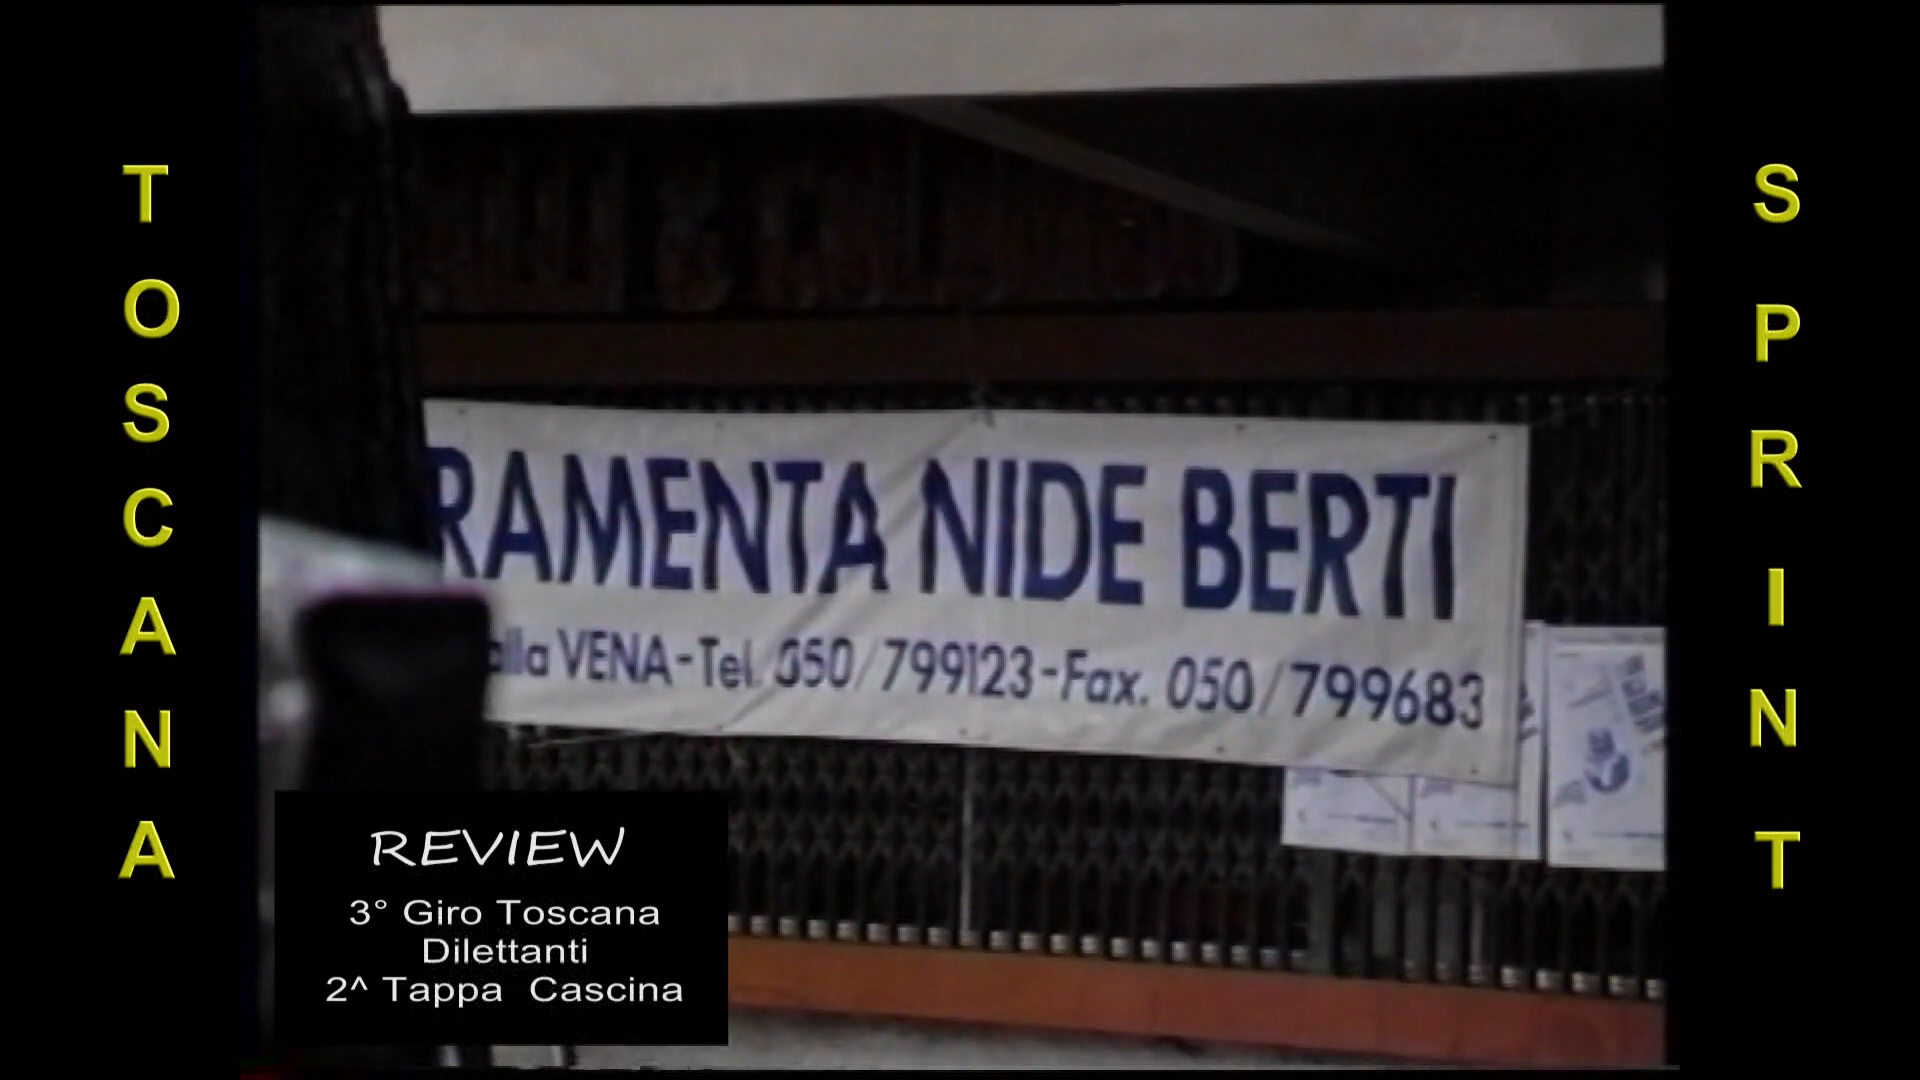 TOSCANA
SPRINT
RAMENTA NIDE BERTI
alla VENA-Tel. 050/799123-Fax. 050/799683
REVIEW
3° Giro Toscana
Dilettanti
2^ Tappa Cascina